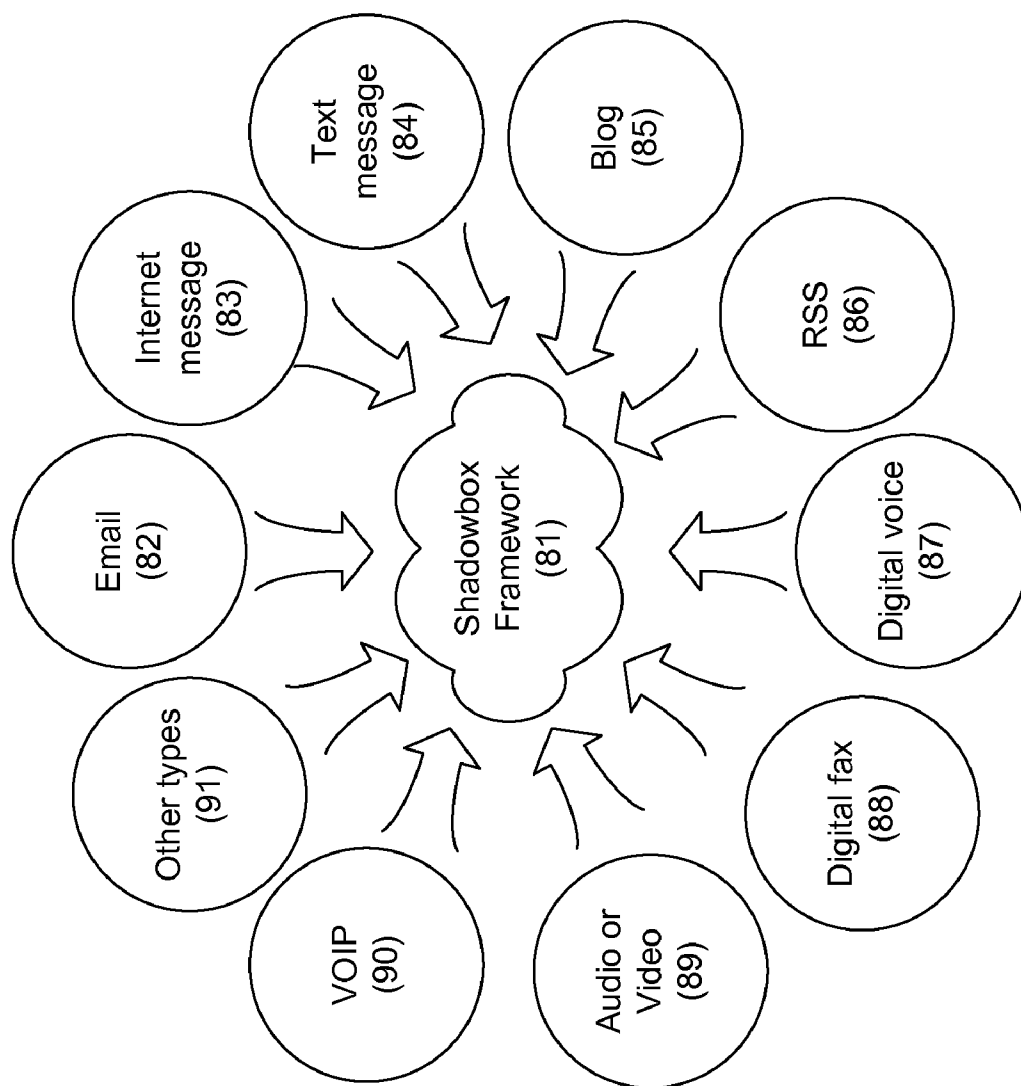 Email
(82)
Internet
message
(83)
Text
message
(84)
Blog
(85)
RSS
(86)
Digital voice
(87)
Digital fax
(88)
Audio or
Video
(89)
VOIP
(90)
Other types
(91)
Shadowbox
Framework
(81)